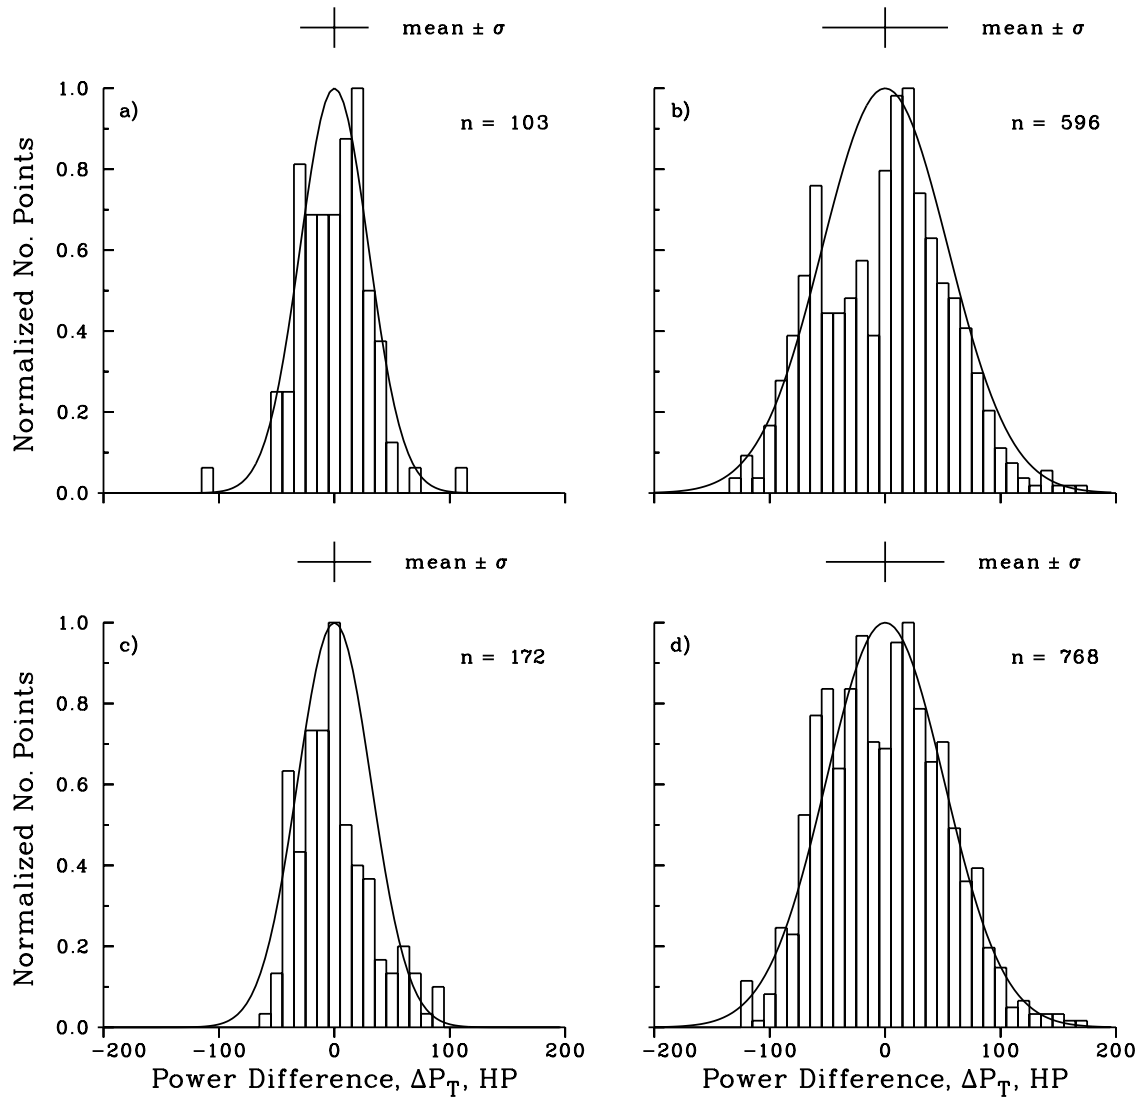 mean ± σ
mean ± σ
1.0
a)
n = 103
b)
n = 596
0.8
0.6
0.4
0.2
0.0
Normalized No. Points
mean ± σ
mean ± σ
1.0
c)
n = 172
d)
n = 768
0.8
0.6
0.4
0.2
0.0
Normalized No. Points
-200 -100 0 100 200
-200 -100 0 100 200
Power Difference, ΔP_T, HP
Power Difference, ΔP_T, HP